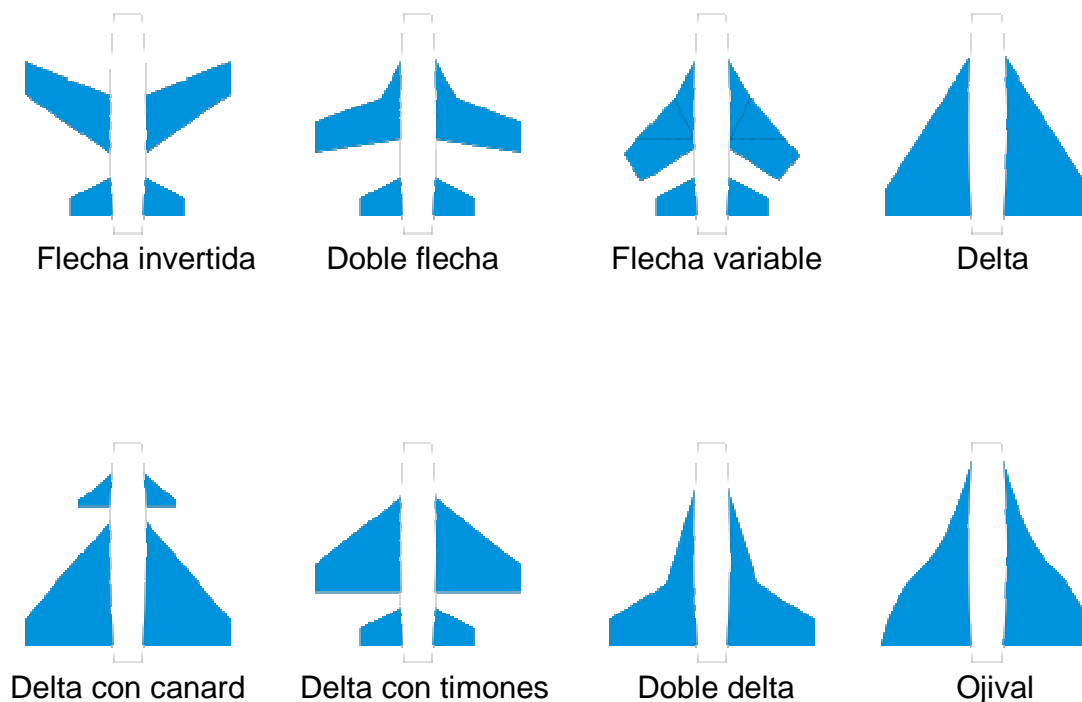 Flecha invertida
Doble flecha
Flecha variable
Delta
Delta con canard
Delta con timones
Doble delta
Ojival